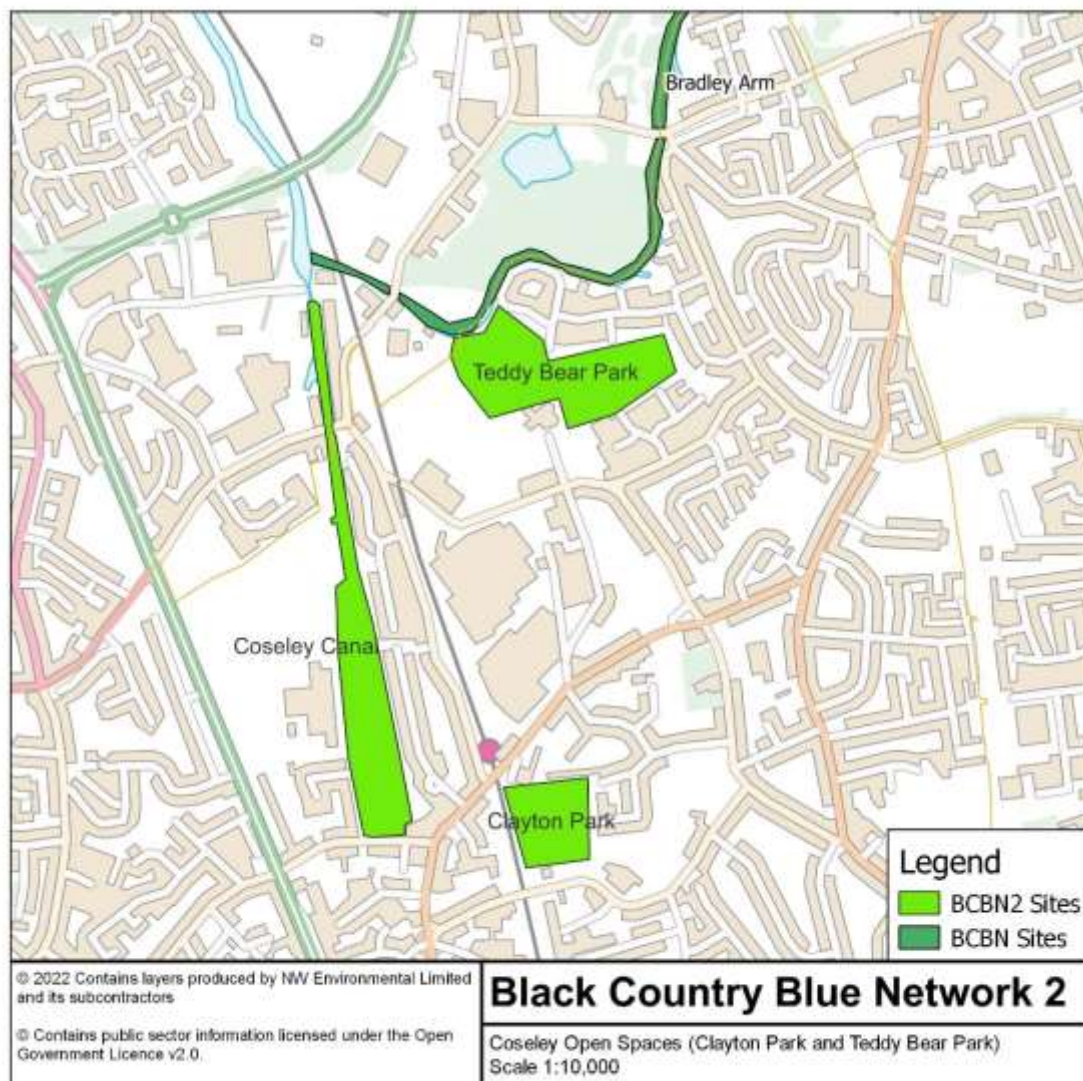 Bradley Arm
Teddy Bear Park
Coseley Canal
Clayton Park
Legend
BCBN2 Sites
BCBN Sites
© 2022 Contains layers produced by NW Environmental Limited
and its subcontractors
© Contains public sector information licensed under the Open
Government Licence v2.0.
Black Country Blue Network 2
Coseley Open Spaces (Clayton Park and Teddy Bear Park)
Scale 1:10,000